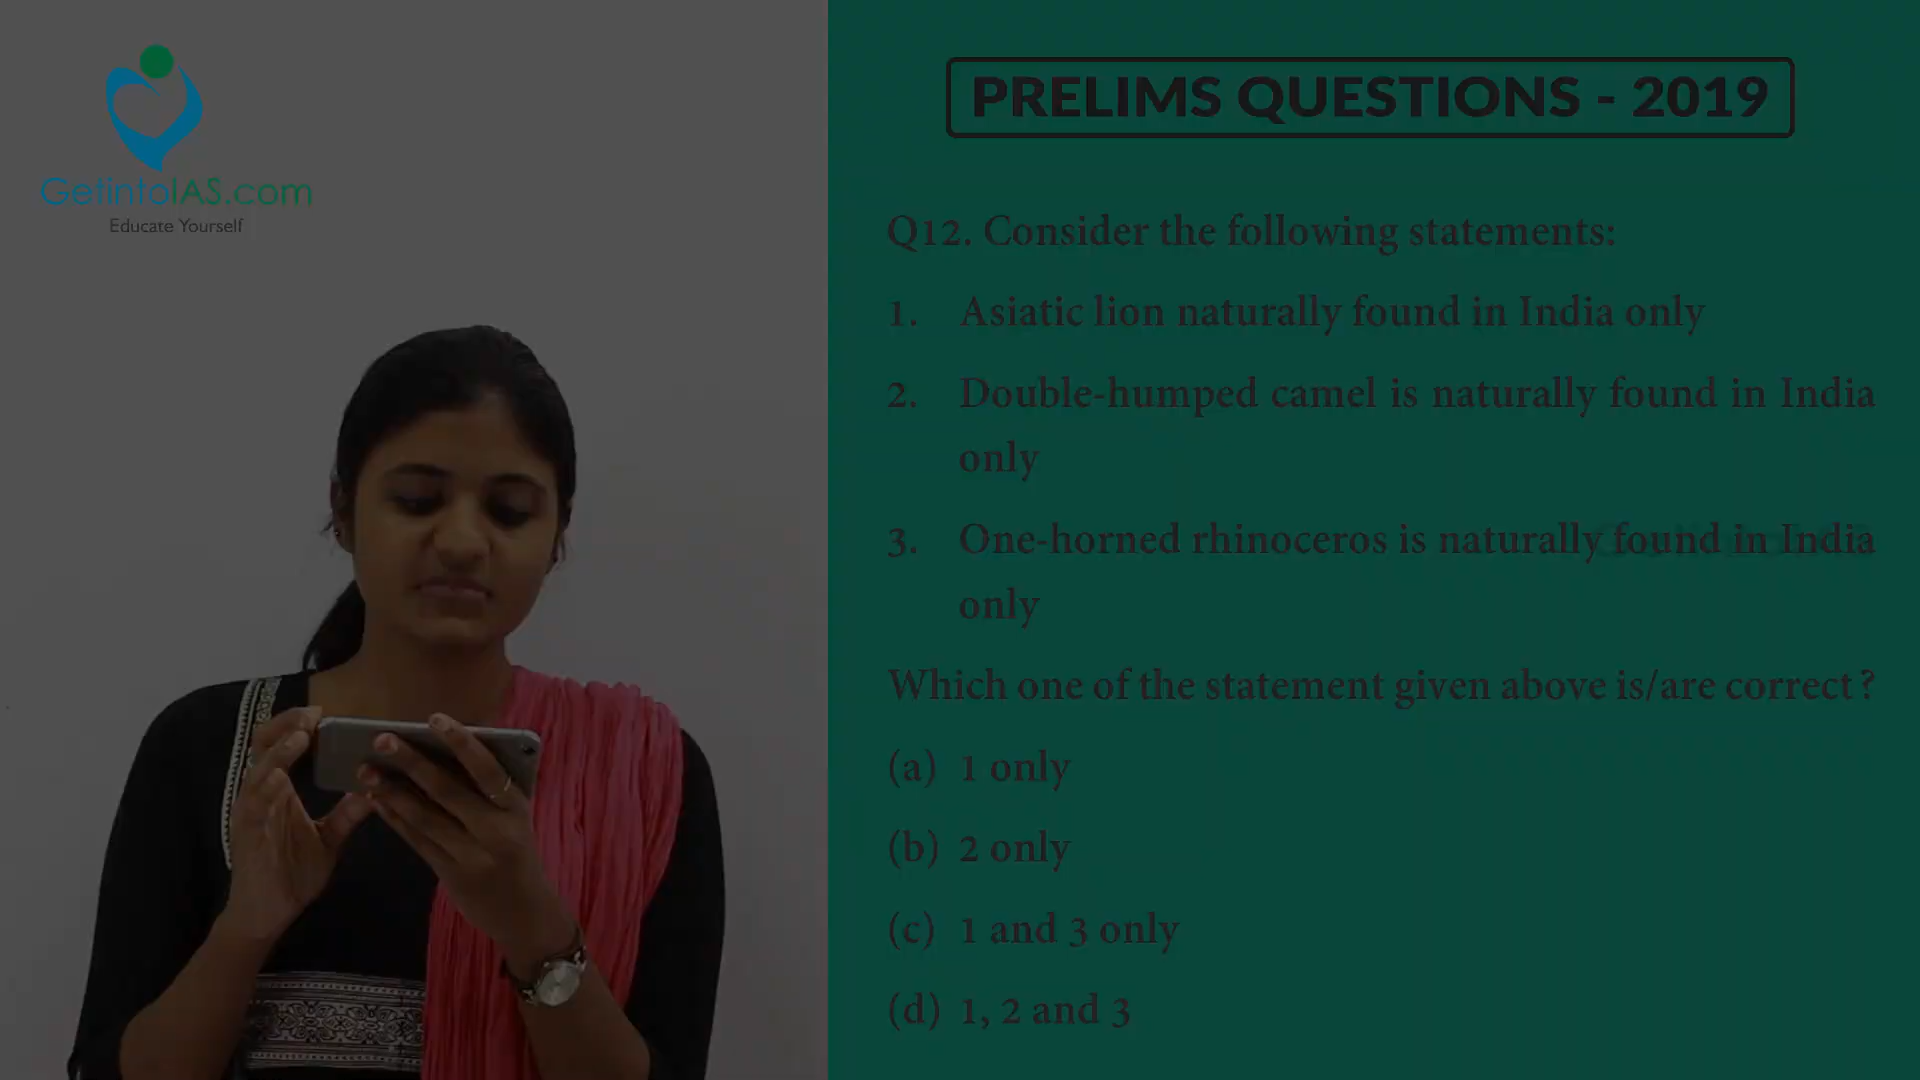 GetintoIAS.com
Educate Yourself
PRELIMS QUESTIONS - 2019
Q12. Consider the following statements:
1. Asiatic lion naturally found in India only
2. Double-humped camel is naturally found in India
only
3. One-horned rhinoceros is naturally found in India
only
Which one of the statement given above is/are correct ?
(a) 1 only
(b) 2 only
(c) 1 and 3 only
(d) 1, 2 and 3